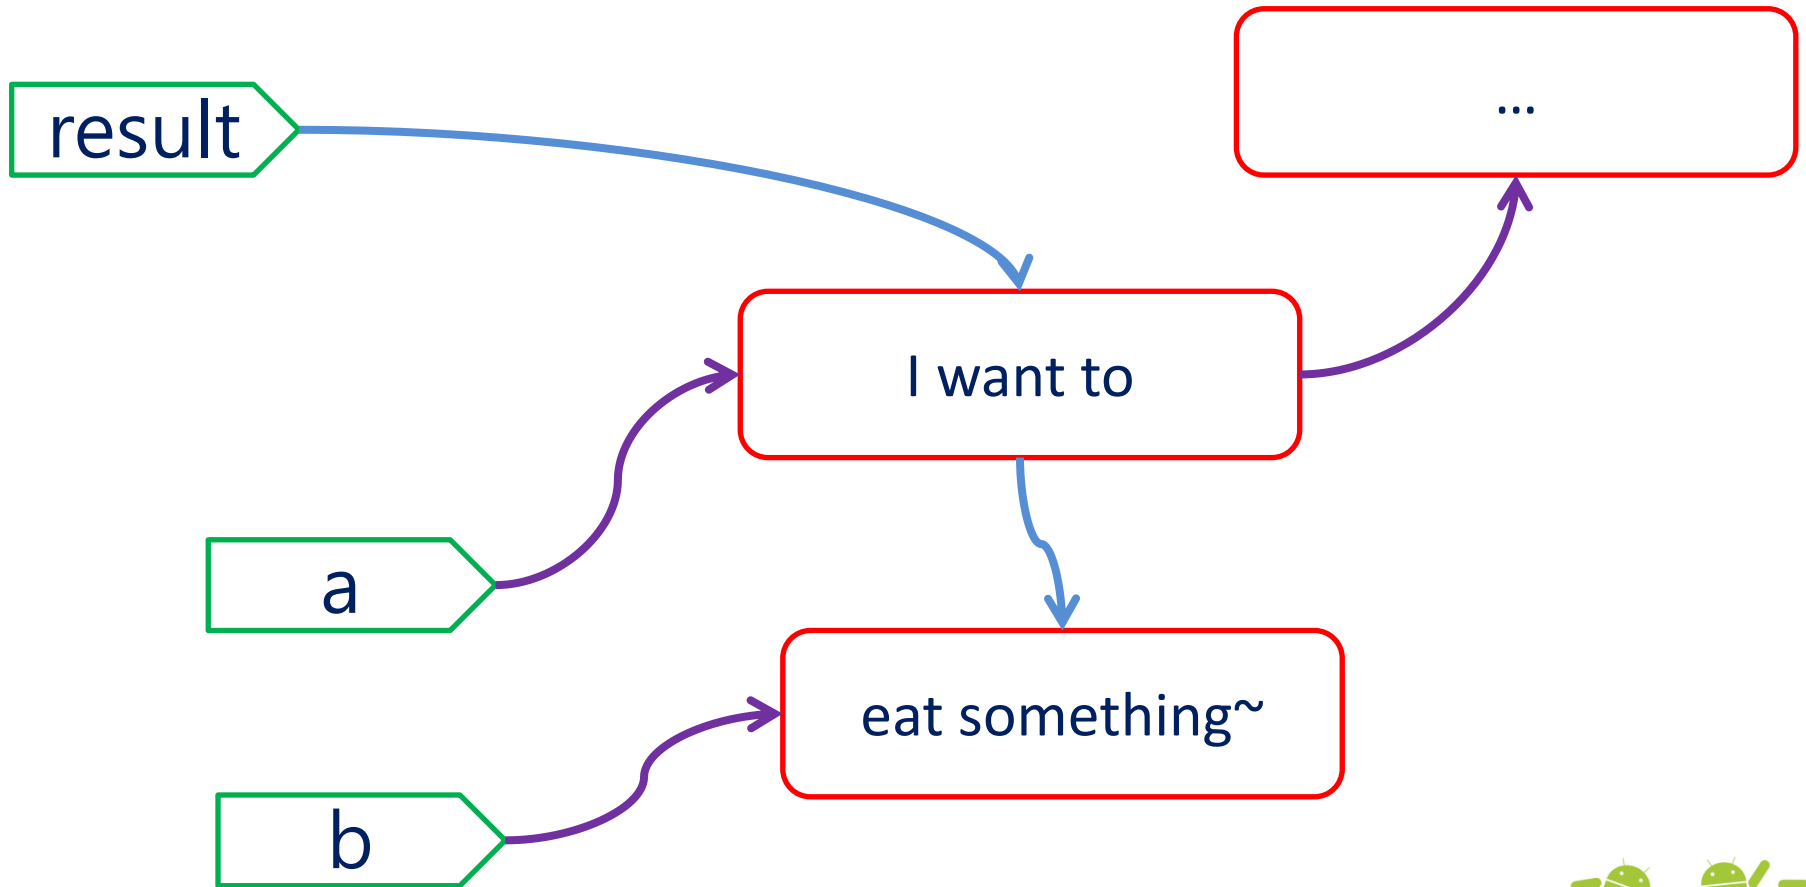 result
...
I want to
a
eat something~
b